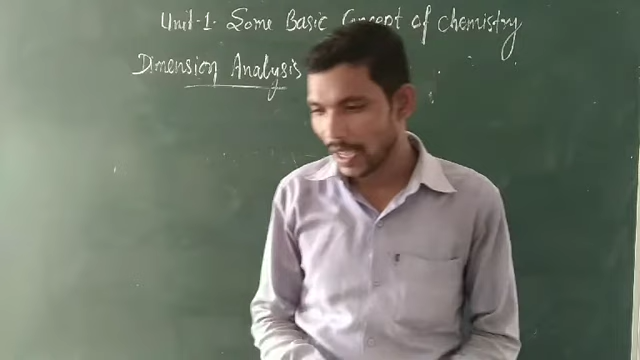 Unit-1. Some Basic Concept of Chemistry
Dimension Analysis